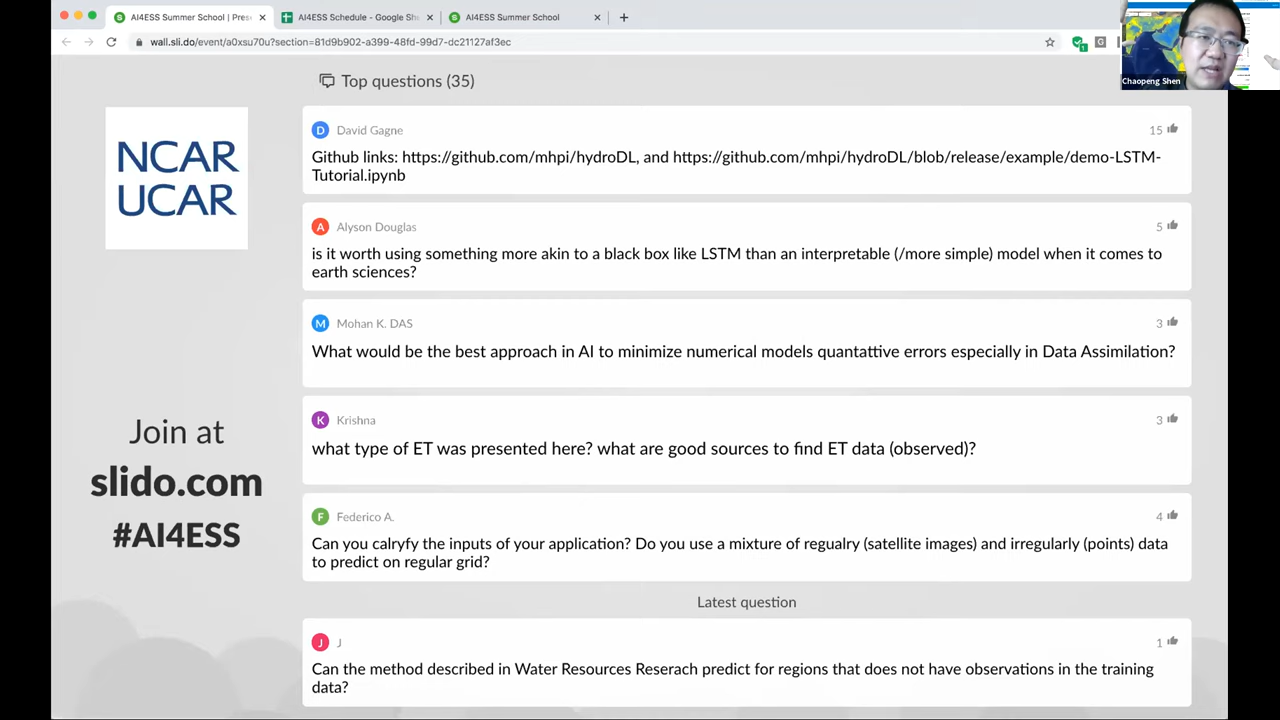 AI4ESS Summer School | Pres
AI4ESS Schedule - Google Sh
AI4ESS Summer School
wall.sli.do/event/a0xsu70u?section=81d9b902-a399-48fd-99d7-dc21127af3ec
Chaopeng Shen
Top questions (35)
NCAR
UCAR
Join at
slido.com
#AI4ESS
D David Gagne 15
Github links: https://github.com/mhpi/hydroDL, and https://github.com/mhpi/hydroDL/blob/release/example/demo-LSTM-
Tutorial.ipynb
A Alyson Douglas 5
is it worth using something more akin to a black box like LSTM than an interpretable (/more simple) model when it comes to
earth sciences?
M Mohan K. DAS 3
What would be the best approach in AI to minimize numerical models quantattive errors especially in Data Assimilation?
K Krishna 3
what type of ET was presented here? what are good sources to find ET data (observed)?
F Federico A. 4
Can you calryfy the inputs of your application? Do you use a mixture of regualry (satellite images) and irregularly (points) data
to predict on regular grid?
Latest question
J J 1
Can the method described in Water Resources Reserach predict for regions that does not have observations in the training
data?